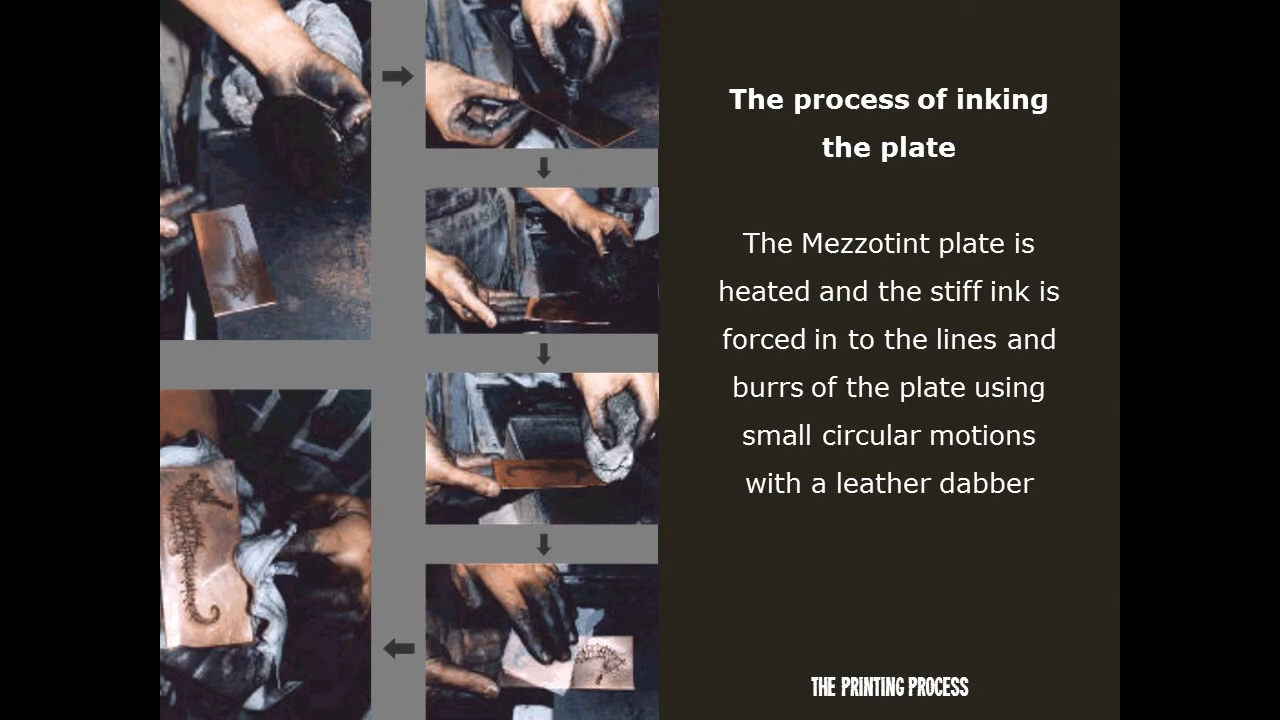 The process of inking
the plate
The Mezzotint plate is
heated and the stiff ink is
forced in to the lines and
burrs of the plate using
small circular motions
with a leather dabber
THE PRINTING PROCESS